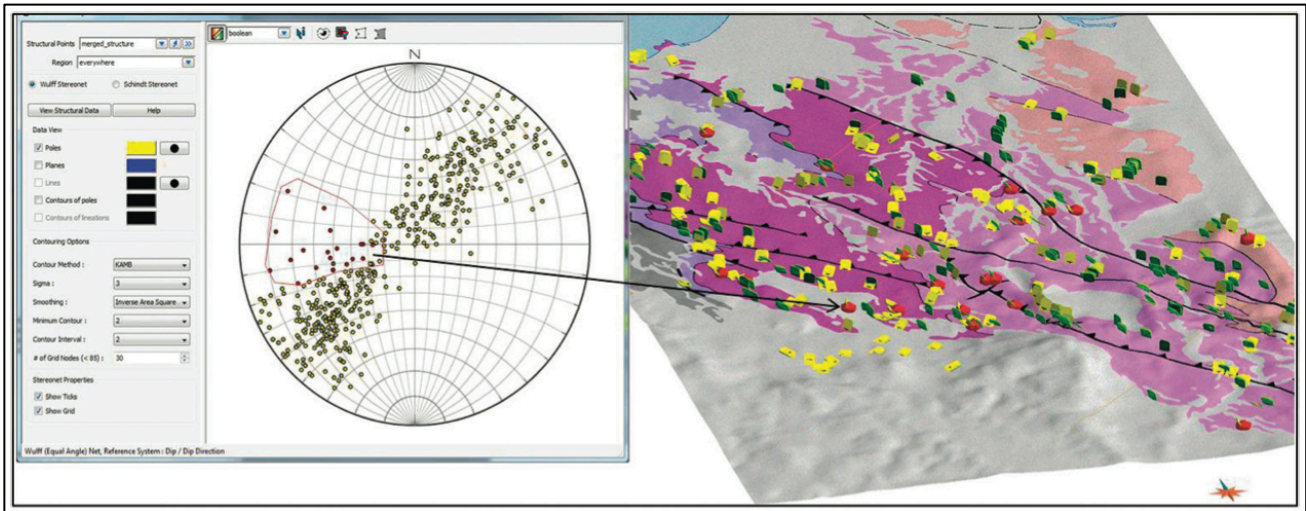 boolean
Structural Points merged_structure
Region everywhere
Wulff Stereonet Schimdt Stereonet
View Structural Data Help
Data View
Poles
Planes
Lines
Contours of poles
Contours of lineations
Contouring Options
Contour Method : KAMB
Sigma : 3
Smoothing : Inverse Area Square
Minimum Contour : 2
Contour Interval : 2
# of Grid Nodes (< 85) : 30
Stereonet Properties
Show Ticks
Show Grid
N
Wulff (Equal Angle) Net, Reference System : Dip / Dip Direction